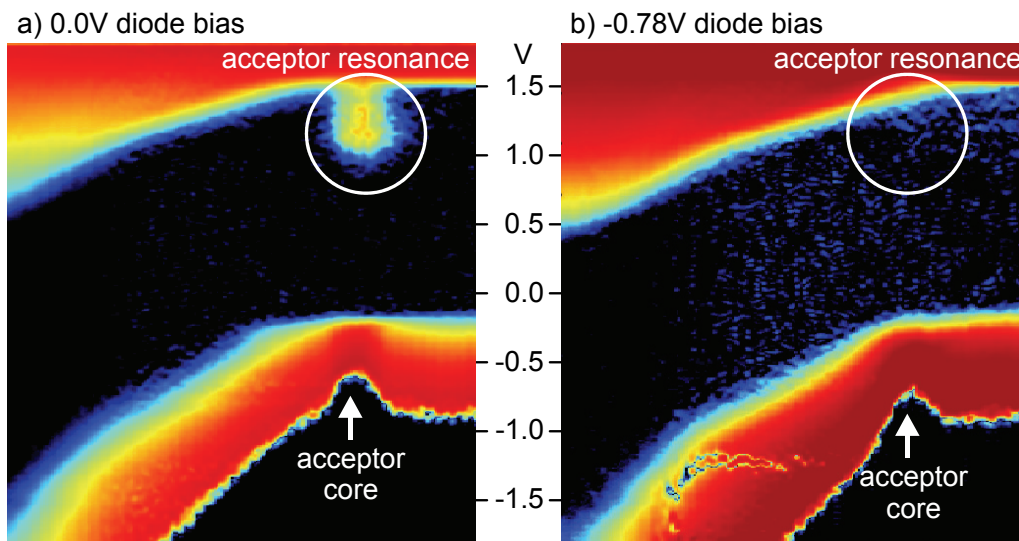 a) 0.0V diode bias
V
b) -0.78V diode bias
acceptor resonance
acceptor resonance
1.5
1.0
0.5
0.0
-0.5
-1.0
-1.5
acceptor
core
acceptor
core